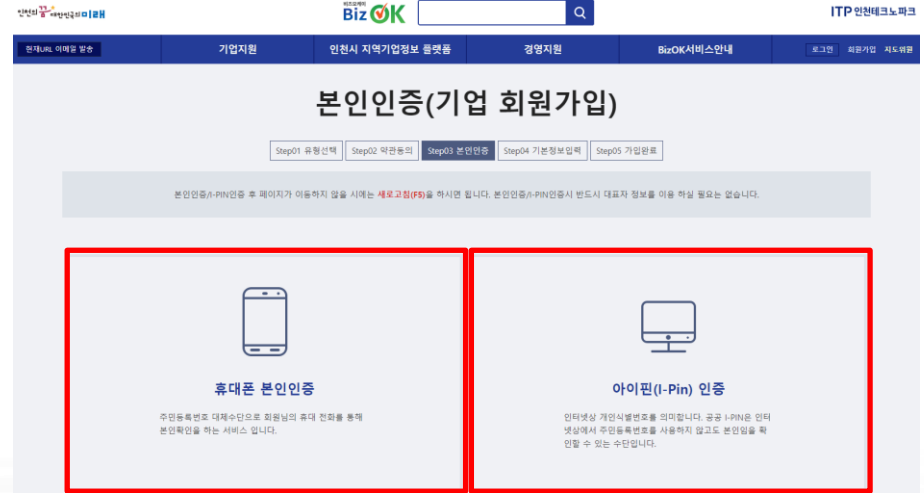 인천의 꿈 대한민국의 미래
비즈오케이
Biz OK
ITP 인천테크노파크
현재URL 이메일 발송
기업지원
인천시 지역기업정보 플랫폼
경영지원
BizOK서비스안내
로그인 회원가입 지도위원
본인인증(기업 회원가입)
Step01 유형선택
Step02 약관동의
Step03 본인인증
Step04 기본정보입력
Step05 가입완료
본인인증/I-PIN인증 후 페이지가 이동하지 않을 시에는 새로고침(F5)을 하시면 됩니다. 본인인증/I-PIN인증시 반드시 대표자 정보를 이용 하실 필요는 없습니다.
휴대폰 본인인증
주민등록번호 대체수단으로 회원님의 휴대 전화를 통해
본인확인을 하는 서비스 입니다.
아이핀(I-Pin) 인증
인터넷상 개인식별번호를 의미합니다. 공공 I-PIN은 인터
넷상에서 주민등록번호를 사용하지 않고도 본인임을 확
인할 수 있는 수단입니다.